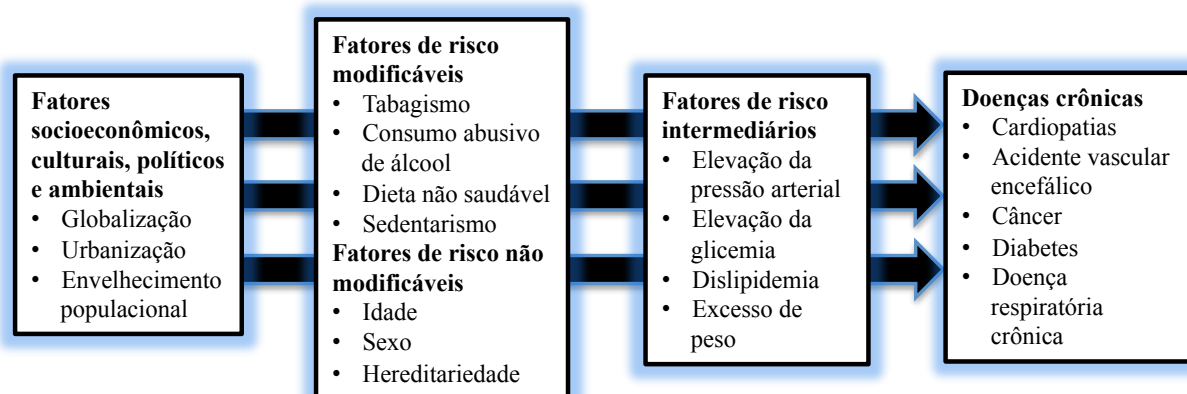 Fatores
socioeconômicos,
culturais, políticos
e ambientais
• Globalização
• Urbanização
• Envelhecimento
populacional
Fatores de risco
modificáveis
• Tabagismo
• Consumo abusivo
de álcool
• Dieta não saudável
• Sedentarismo
Fatores de risco não
modificáveis
• Idade
• Sexo
• Hereditariedade
Fatores de risco
intermediários
• Elevação da
pressão arterial
• Elevação da
glicemia
• Dislipidemia
• Excesso de
peso
Doenças crônicas
• Cardiopatias
• Acidente vascular
encefálico
• Câncer
• Diabetes
• Doença
respiratória
crônica